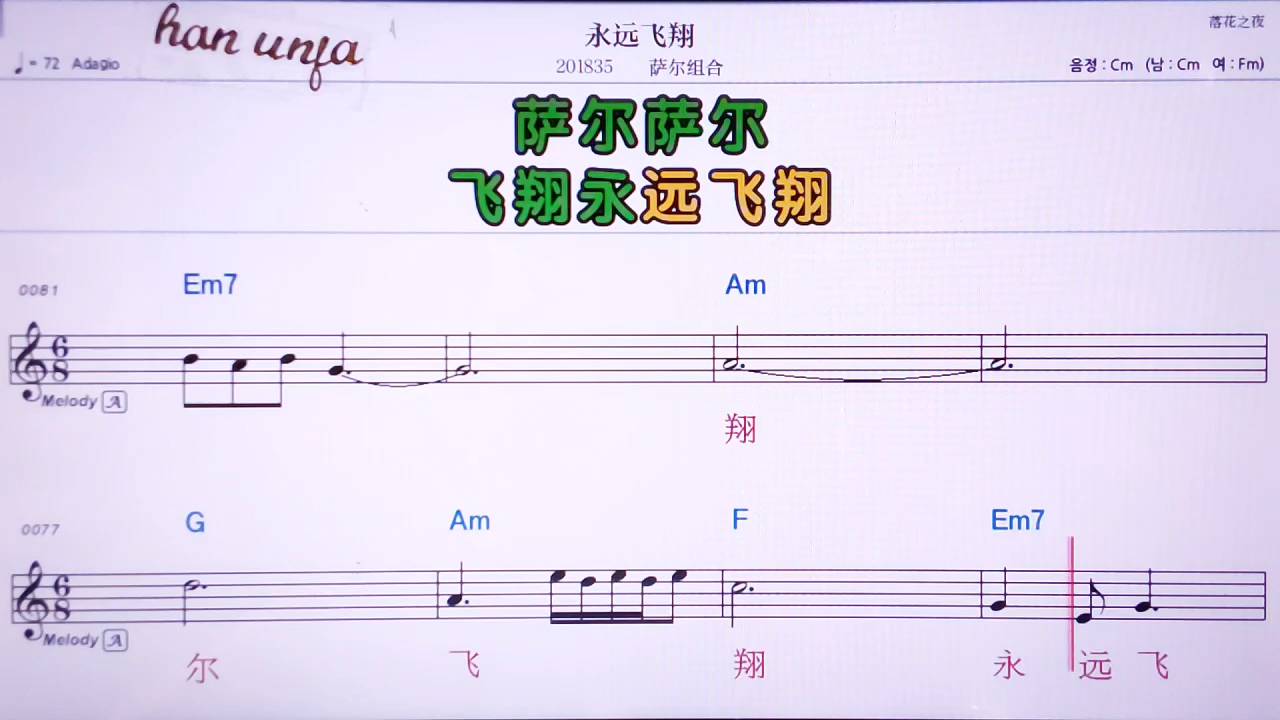 han unfa
永远飞翔
落花之夜
♩= 72 Adagio
201835 萨尔组合
음정 : Cm (남 : Cm 여 : Fm)
萨尔萨尔
飞翔永远飞翔
0081 Em7 Am
6 8
Melody A
翔
0077 G Am F Em7
6 8
Melody A
尔 飞 翔 永 远 飞